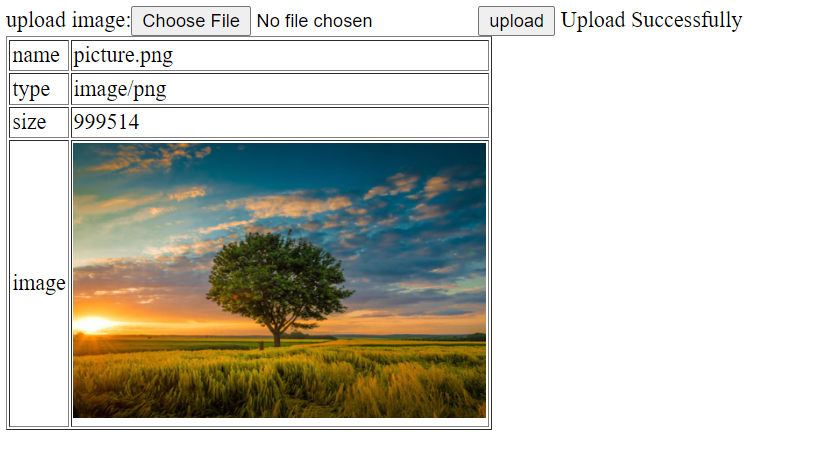 upload image: Choose File No file chosen upload Upload Successfully
name picture.png
type image/png
size 999514
image